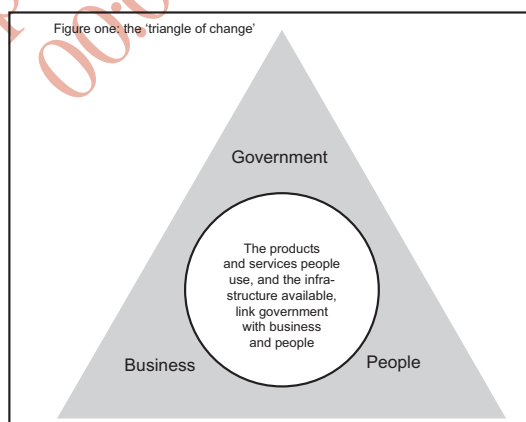 Figure one: the ‘triangle of change’
Government
The products
and services people
use, and the infra-
structure available,
link government
with business
and people
Business
People